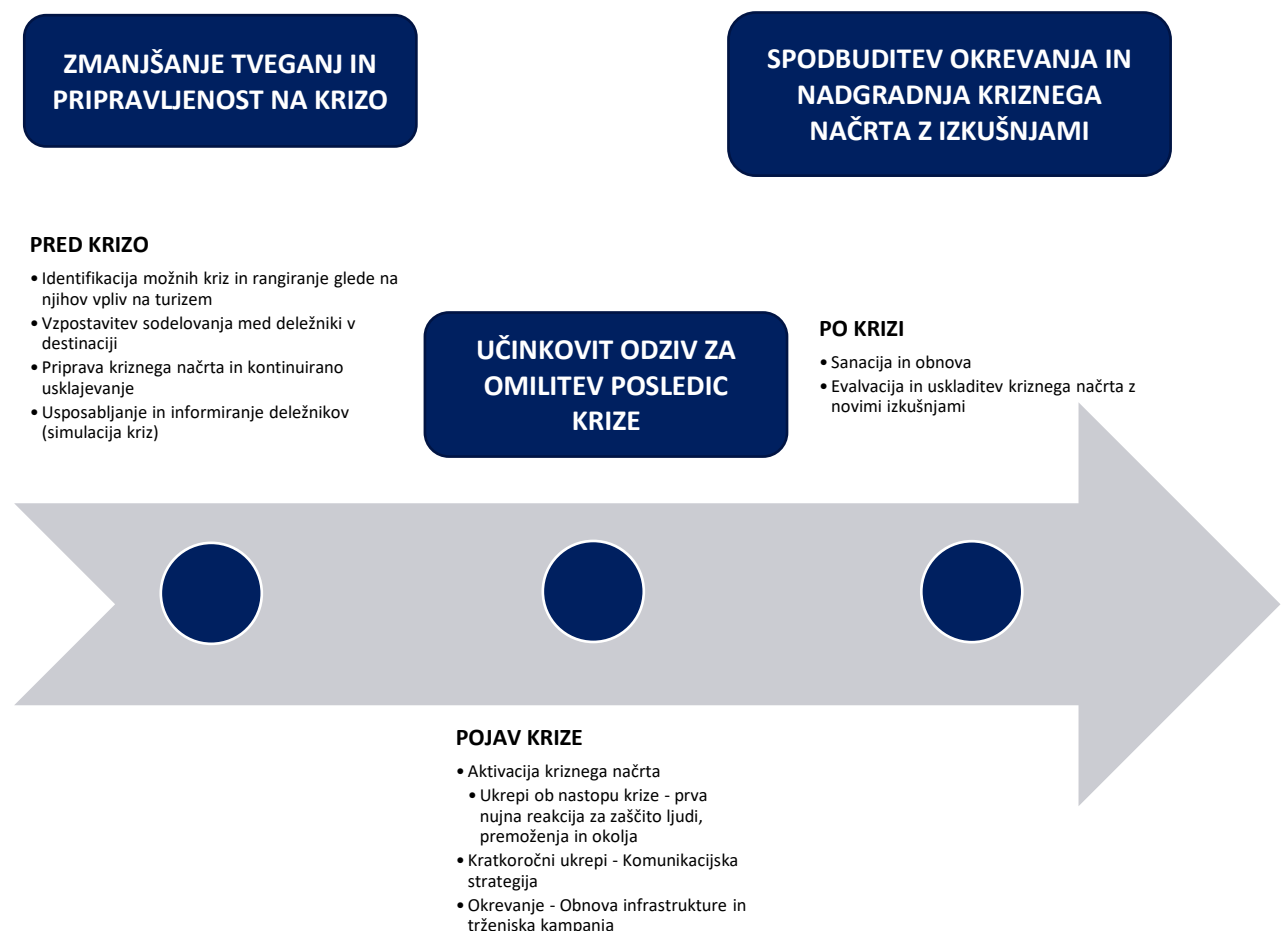 ZMANJŠANJE TVEGANJ IN
PRIPRAVLJENOST NA KRIZO
SPODBUDITEV OKREVANJA IN
NADGRADNJA KRIZNEGA
NAČRTA Z IZKUŠNJAMI
PRED KRIZO
• Identifikacija možnih kriz in rangiranje glede na
njihov vpliv na turizem
• Vzpostavitev sodelovanja med deležniki v
destinaciji
• Priprava kriznega načrta in kontinuirano
usklajevanje
• Usposabljanje in informiranje deležnikov
(simulacija kriz)
UČINKOVIT ODZIV ZA
OMILITEV POSLEDIC
KRIZE
PO KRIZI
• Sanacija in obnova
• Evalvacija in uskladitev kriznega načrta z
novimi izkušnjami
POJAV KRIZE
• Aktivacija kriznega načrta
• Ukrepi ob nastopu krize - prva
nujna reakcija za zaščito ljudi,
premoženja in okolja
• Kratkoročni ukrepi - Komunikacijska
strategija
• Okrevanje - Obnova infrastrukture in
trženjska kampanja